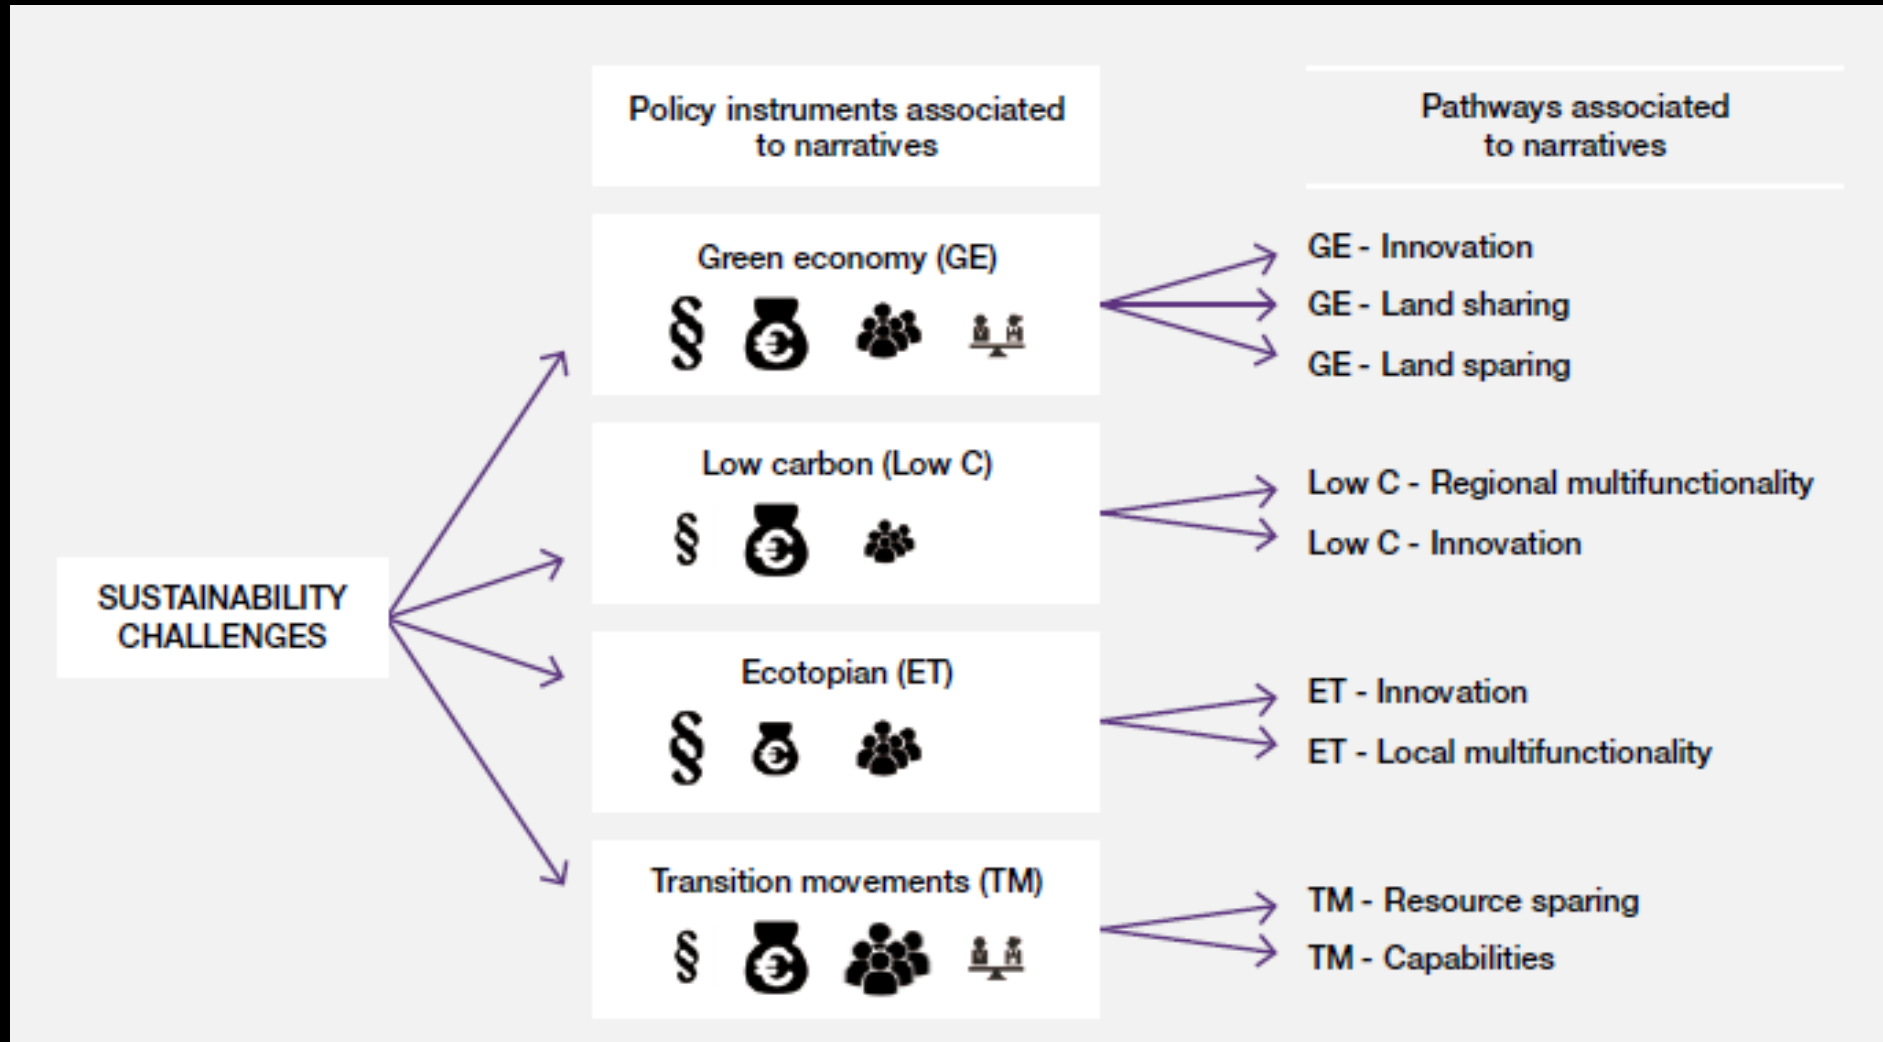 Policy instruments associated
to narratives
Pathways associated
to narratives
Green economy (GE)
§
€
GE - Innovation
GE - Land sharing
GE - Land sparing
Low carbon (Low C)
§
€
Low C - Regional multifunctionality
Low C - Innovation
SUSTAINABILITY
CHALLENGES
Ecotopian (ET)
§
€
ET - Innovation
ET - Local multifunctionality
Transition movements (TM)
§
€
TM - Resource sparing
TM - Capabilities